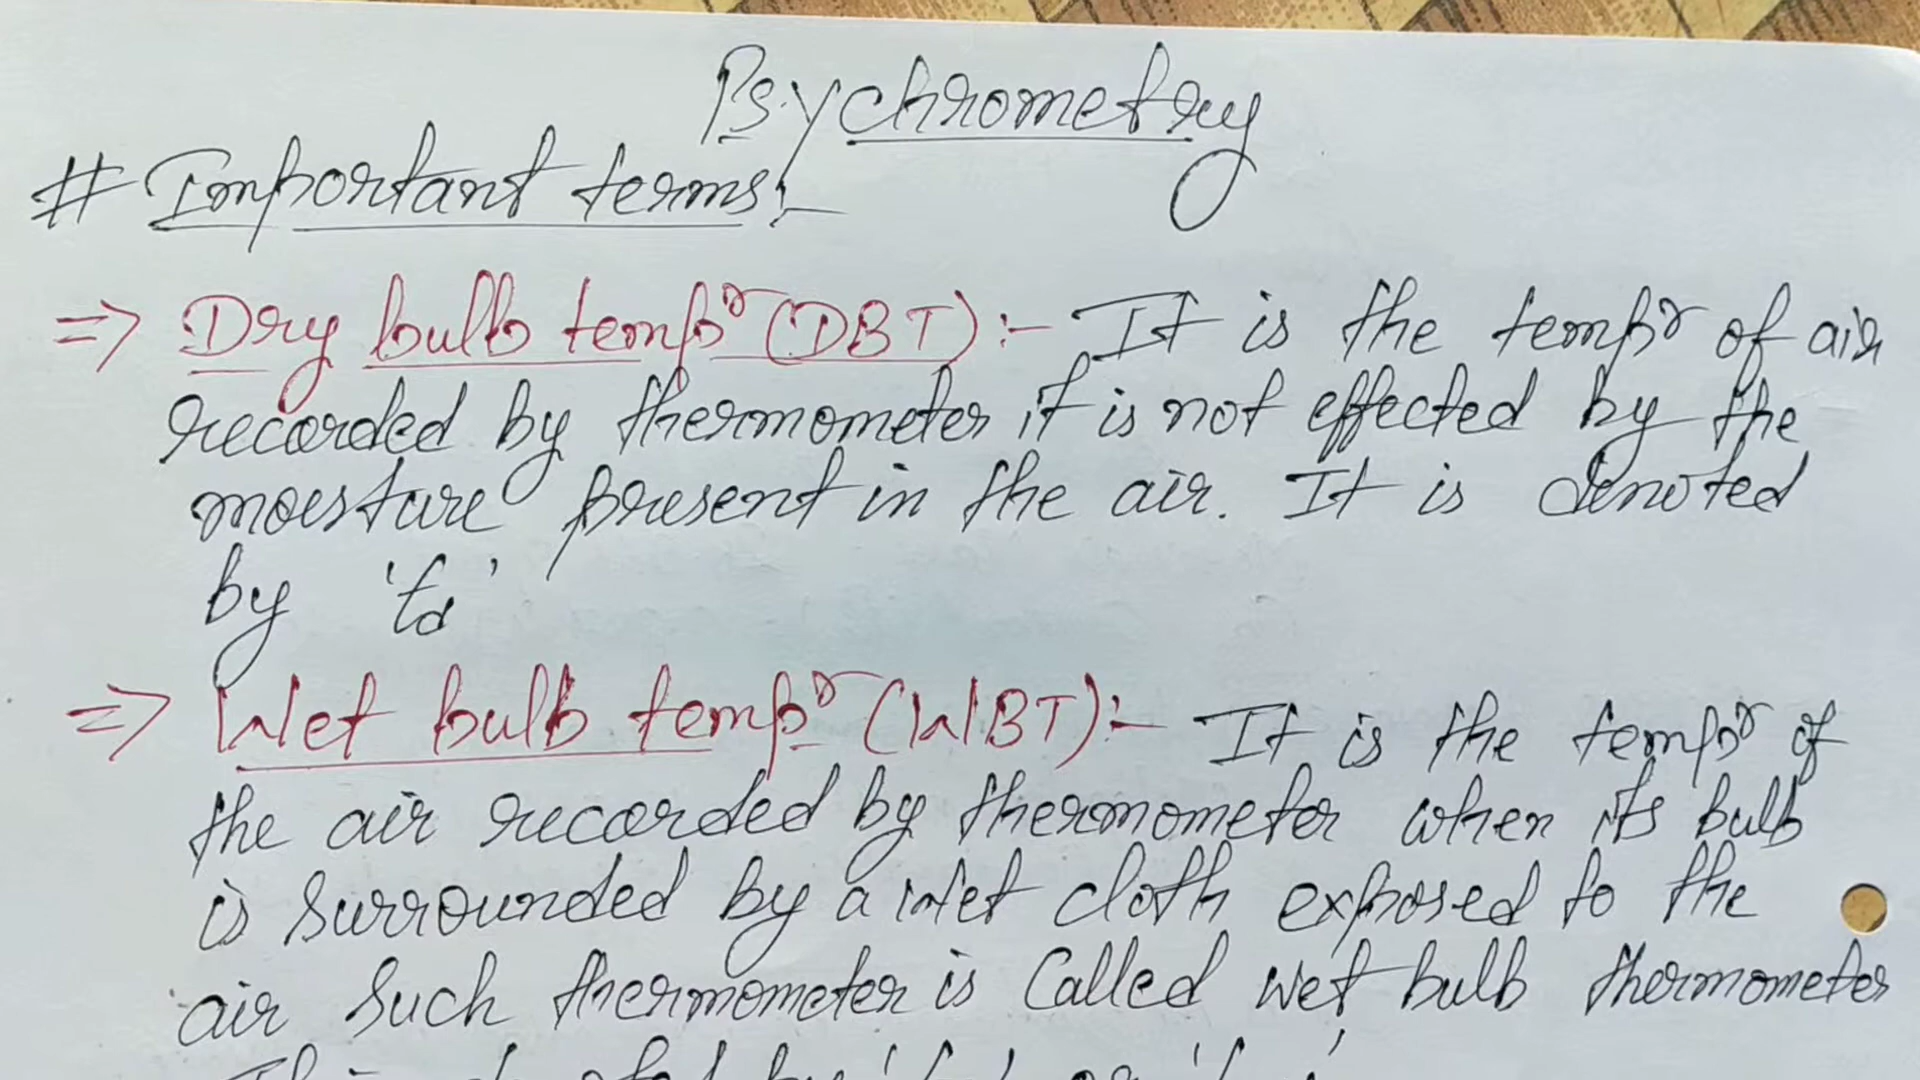 Psychrometry
# Important terms:-
=> Dry bulb tempr (DBT):- It is the tempr of air
recorded by thermometer it is not effected by the
moisture present in the air. It is denoted
by 'td'
=> Wet bulb tempr (WBT):- It is the tempr of
the air recorded by thermometer when its bulb
is surrounded by a wet cloth exposed to the
air such thermometer is Called wet bulb thermometer